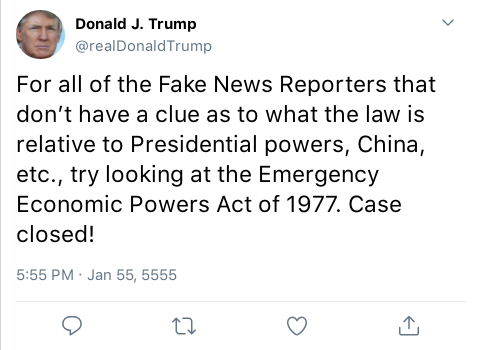 Donald J. Trump
@realDonaldTrump
For all of the Fake News Reporters that
don’t have a clue as to what the law is
relative to Presidential powers, China,
etc., try looking at the Emergency
Economic Powers Act of 1977. Case
closed!
5:55 PM · Jan 55, 5555